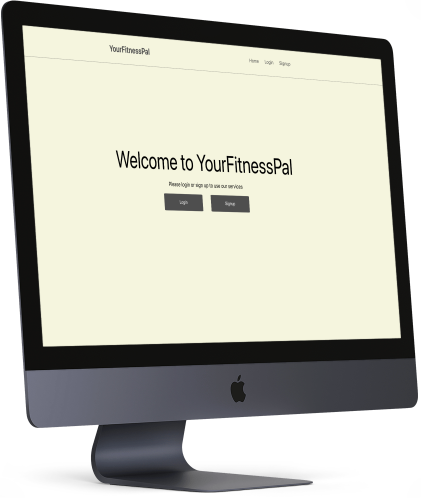 YourFitnessPal
Home Login Signup
Welcome to YourFitnessPal
Please login or sign up to use our services
Login Signup